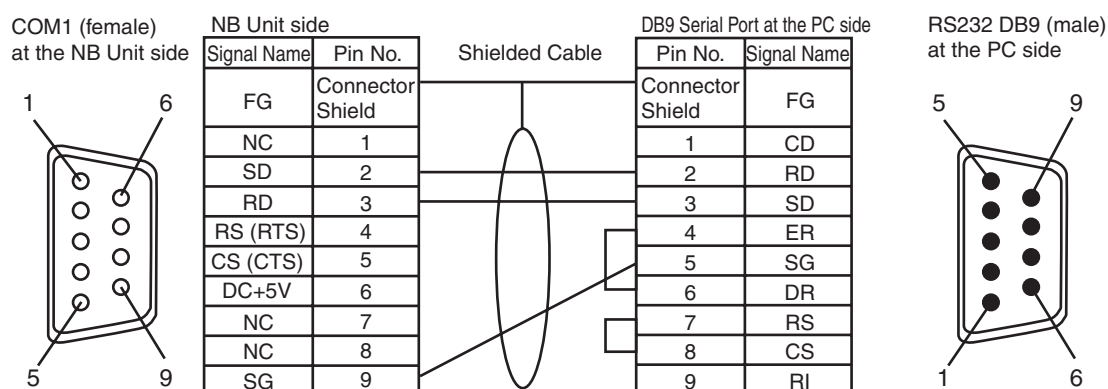 COM1 (female)
at the NB Unit side
1 6
5 9
NB Unit side
Signal Name Pin No.
FG Connector Shield
NC 1
SD 2
RD 3
RS (RTS) 4
CS (CTS) 5
DC+5V 6
NC 7
NC 8
SG 9
Shielded Cable
DB9 Serial Port at the PC side
Pin No. Signal Name
Connector Shield FG
1 CD
2 RD
3 SD
4 ER
5 SG
6 DR
7 RS
8 CS
9 RI
RS232 DB9 (male)
at the PC side
5 9
1 6